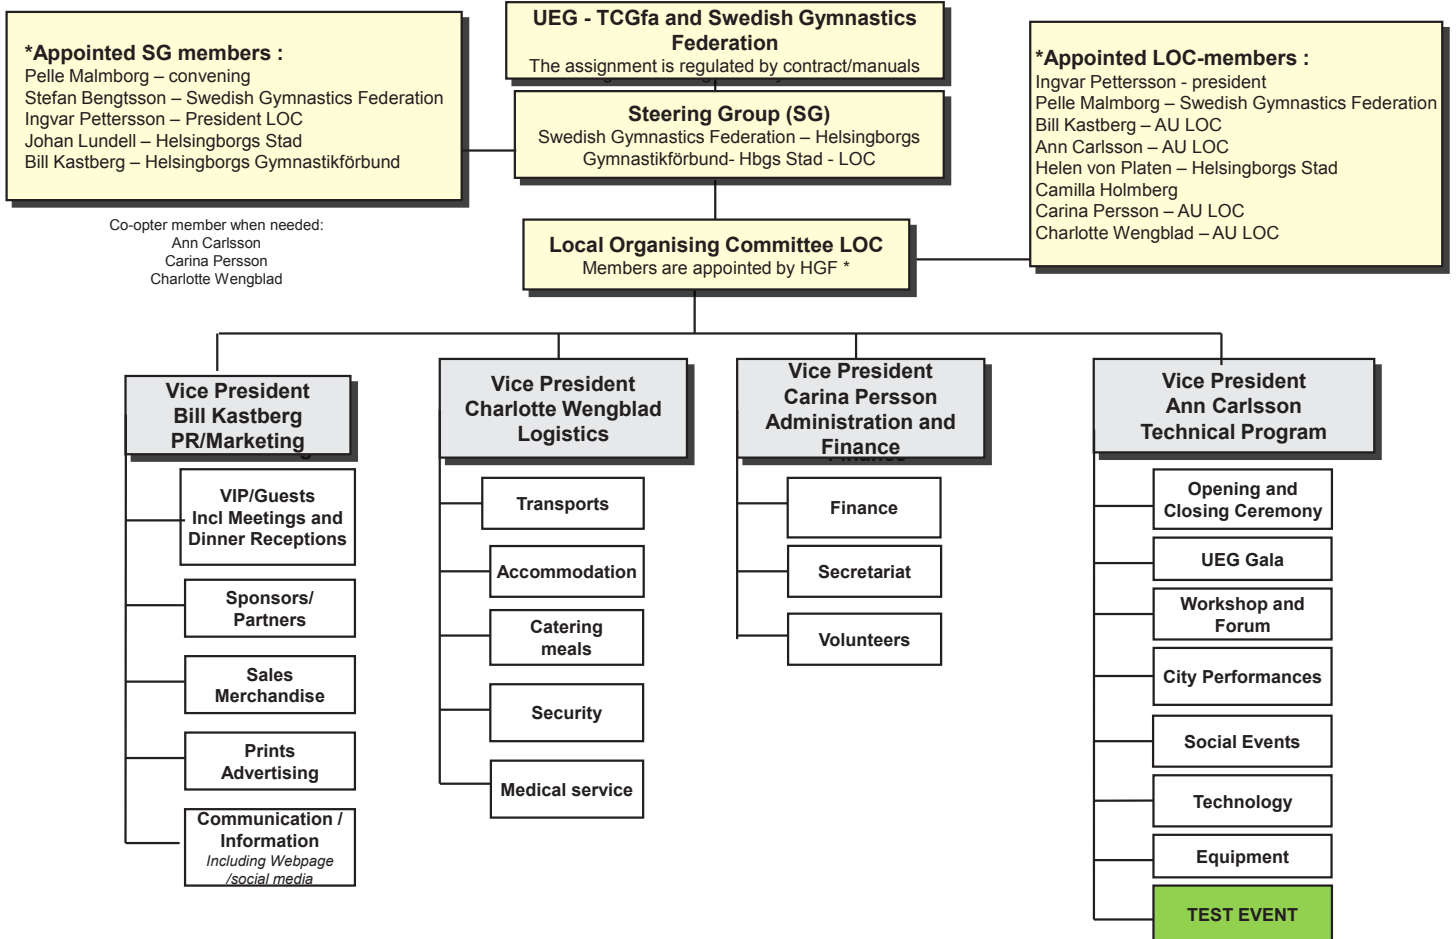 UEG - TCGfa and Swedish Gymnastics
Federation
The assignment is regulated by contract/manuals
*Appointed SG members :
Pelle Malmborg – convening
Stefan Bengtsson – Swedish Gymnastics Federation
Ingvar Pettersson – President LOC
Johan Lundell – Helsingborgs Stad
Bill Kastberg – Helsingborgs Gymnastikförbund
*Appointed LOC-members :
Ingvar Pettersson - president
Pelle Malmborg – Swedish Gymnastics Federation
Bill Kastberg – AU LOC
Ann Carlsson – AU LOC
Helen von Platen – Helsingborgs Stad
Camilla Holmberg
Carina Persson – AU LOC
Charlotte Wengblad – AU LOC
Steering Group (SG)
Swedish Gymnastics Federation – Helsingborgs
Gymnastikförbund- Hbgs Stad - LOC
Co-opter member when needed:
Ann Carlsson
Carina Persson
Charlotte Wengblad
Local Organising Committee LOC
Members are appointed by HGF *
Vice President
Bill Kastberg
PR/Marketing
VIP/Guests
Incl Meetings and
Dinner Receptions
Sponsors/
Partners
Sales
Merchandise
Prints
Advertising
Communication /
Information
Including Webpage
/social media
Vice President
Charlotte Wengblad
Logistics
Transports
Accommodation
Catering
meals
Security
Medical service
Vice President
Carina Persson
Administration and
Finance
Finance
Secretariat
Volunteers
Vice President
Ann Carlsson
Technical Program
Opening and
Closing Ceremony
UEG Gala
Workshop and
Forum
City Performances
Social Events
Technology
Equipment
TEST EVENT